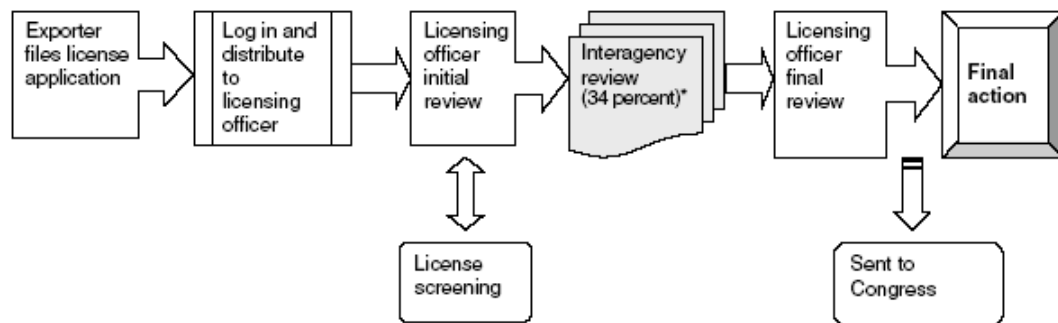 Exporter
files license
application
Log in and
distribute
to
licensing
officer
Licensing
officer
initial
review
Interagency
review
(34 percent)*
Licensing
officer
final
review
Final
action
License
screening
Sent to
Congress